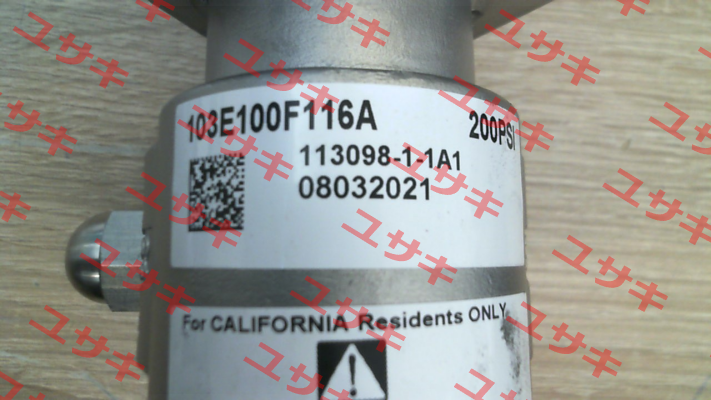 103E100F116A 200PSI
113098-1-1A1
08032021
For CALIFORNIA Residents ONLY
ユサキ